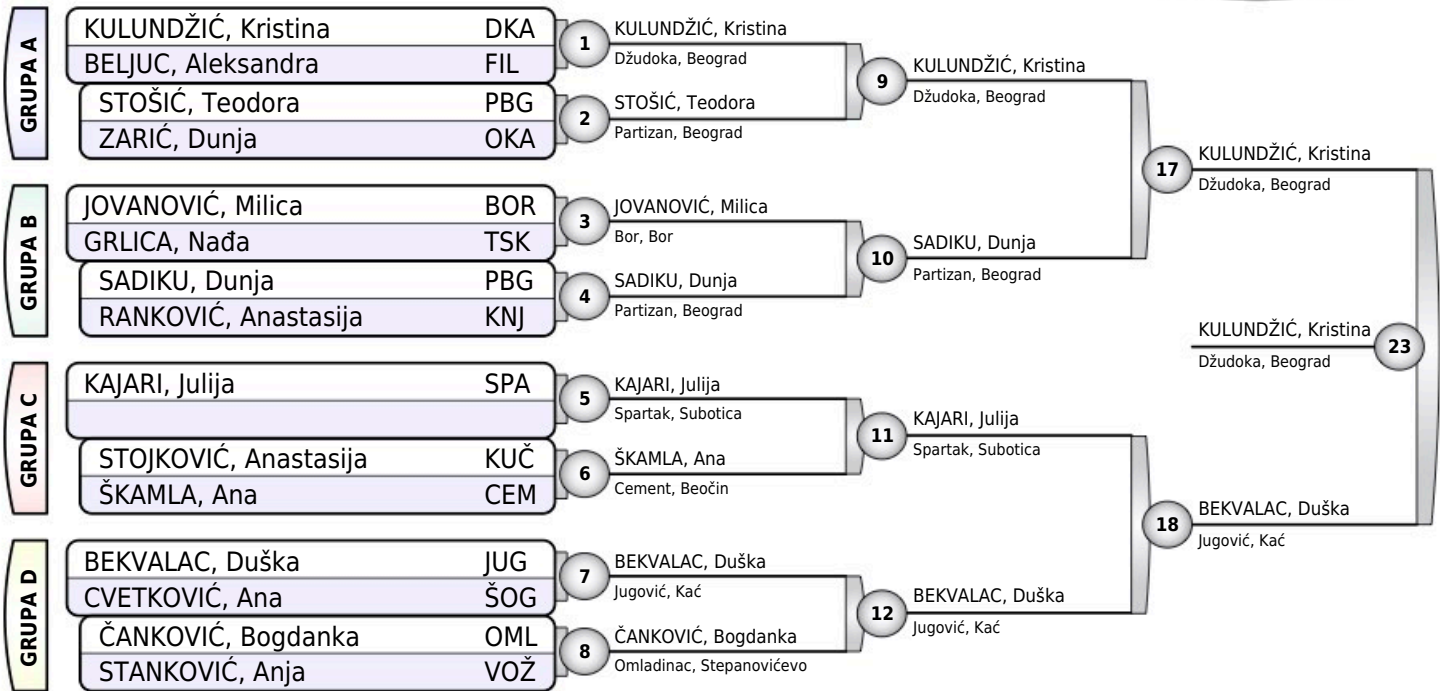 GRUPA A
KULUNDŽIĆ, Kristina DKA
BELJUC, Aleksandra FIL
STOŠIĆ, Teodora PBG
ZARIĆ, Dunja OKA
GRUPA B
JOVANOVIĆ, Milica BOR
GRLICA, Nađa TSK
SADIKU, Dunja PBG
RANKOVIĆ, Anastasija KNJ
GRUPA C
KAJARI, Julija SPA
STOJKOVIĆ, Anastasija KUČ
ŠKAMLA, Ana CEM
GRUPA D
BEKVALAC, Duška JUG
CVETKOVIĆ, Ana ŠOG
ČANKOVIĆ, Bogdanka OML
STANKOVIĆ, Anja VOŽ
1
KULUNDŽIĆ, Kristina
Džudoka, Beograd
2
STOŠIĆ, Teodora
Partizan, Beograd
3
JOVANOVIĆ, Milica
Bor, Bor
4
SADIKU, Dunja
Partizan, Beograd
5
KAJARI, Julija
Spartak, Subotica
6
ŠKAMLA, Ana
Cement, Beočin
7
BEKVALAC, Duška
Jugović, Kać
8
ČANKOVIĆ, Bogdanka
Omladinac, Stepanovićevo
9
KULUNDŽIĆ, Kristina
Džudoka, Beograd
10
SADIKU, Dunja
Partizan, Beograd
11
KAJARI, Julija
Spartak, Subotica
12
BEKVALAC, Duška
Jugović, Kać
17
KULUNDŽIĆ, Kristina
Džudoka, Beograd
18
BEKVALAC, Duška
Jugović, Kać
KULUNDŽIĆ, Kristina
Džudoka, Beograd
23